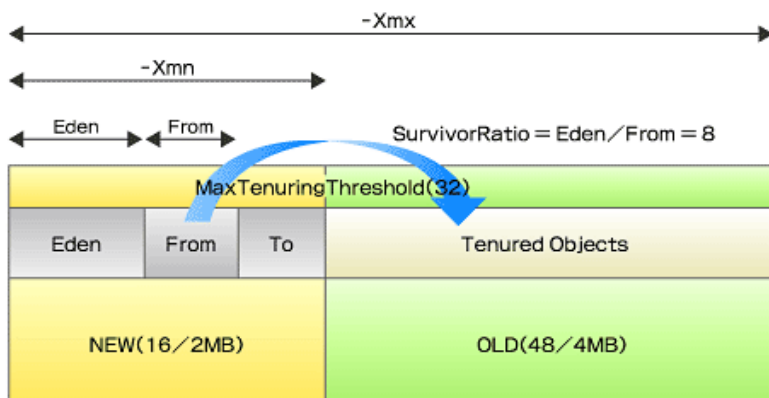 -Xmx
-Xmn
Eden
From
SurvivorRatio=Eden／From=8
MaxTenuringThreshold(32)
Eden
From
To
Tenured Objects
NEW(16／2MB)
OLD(48／4MB)